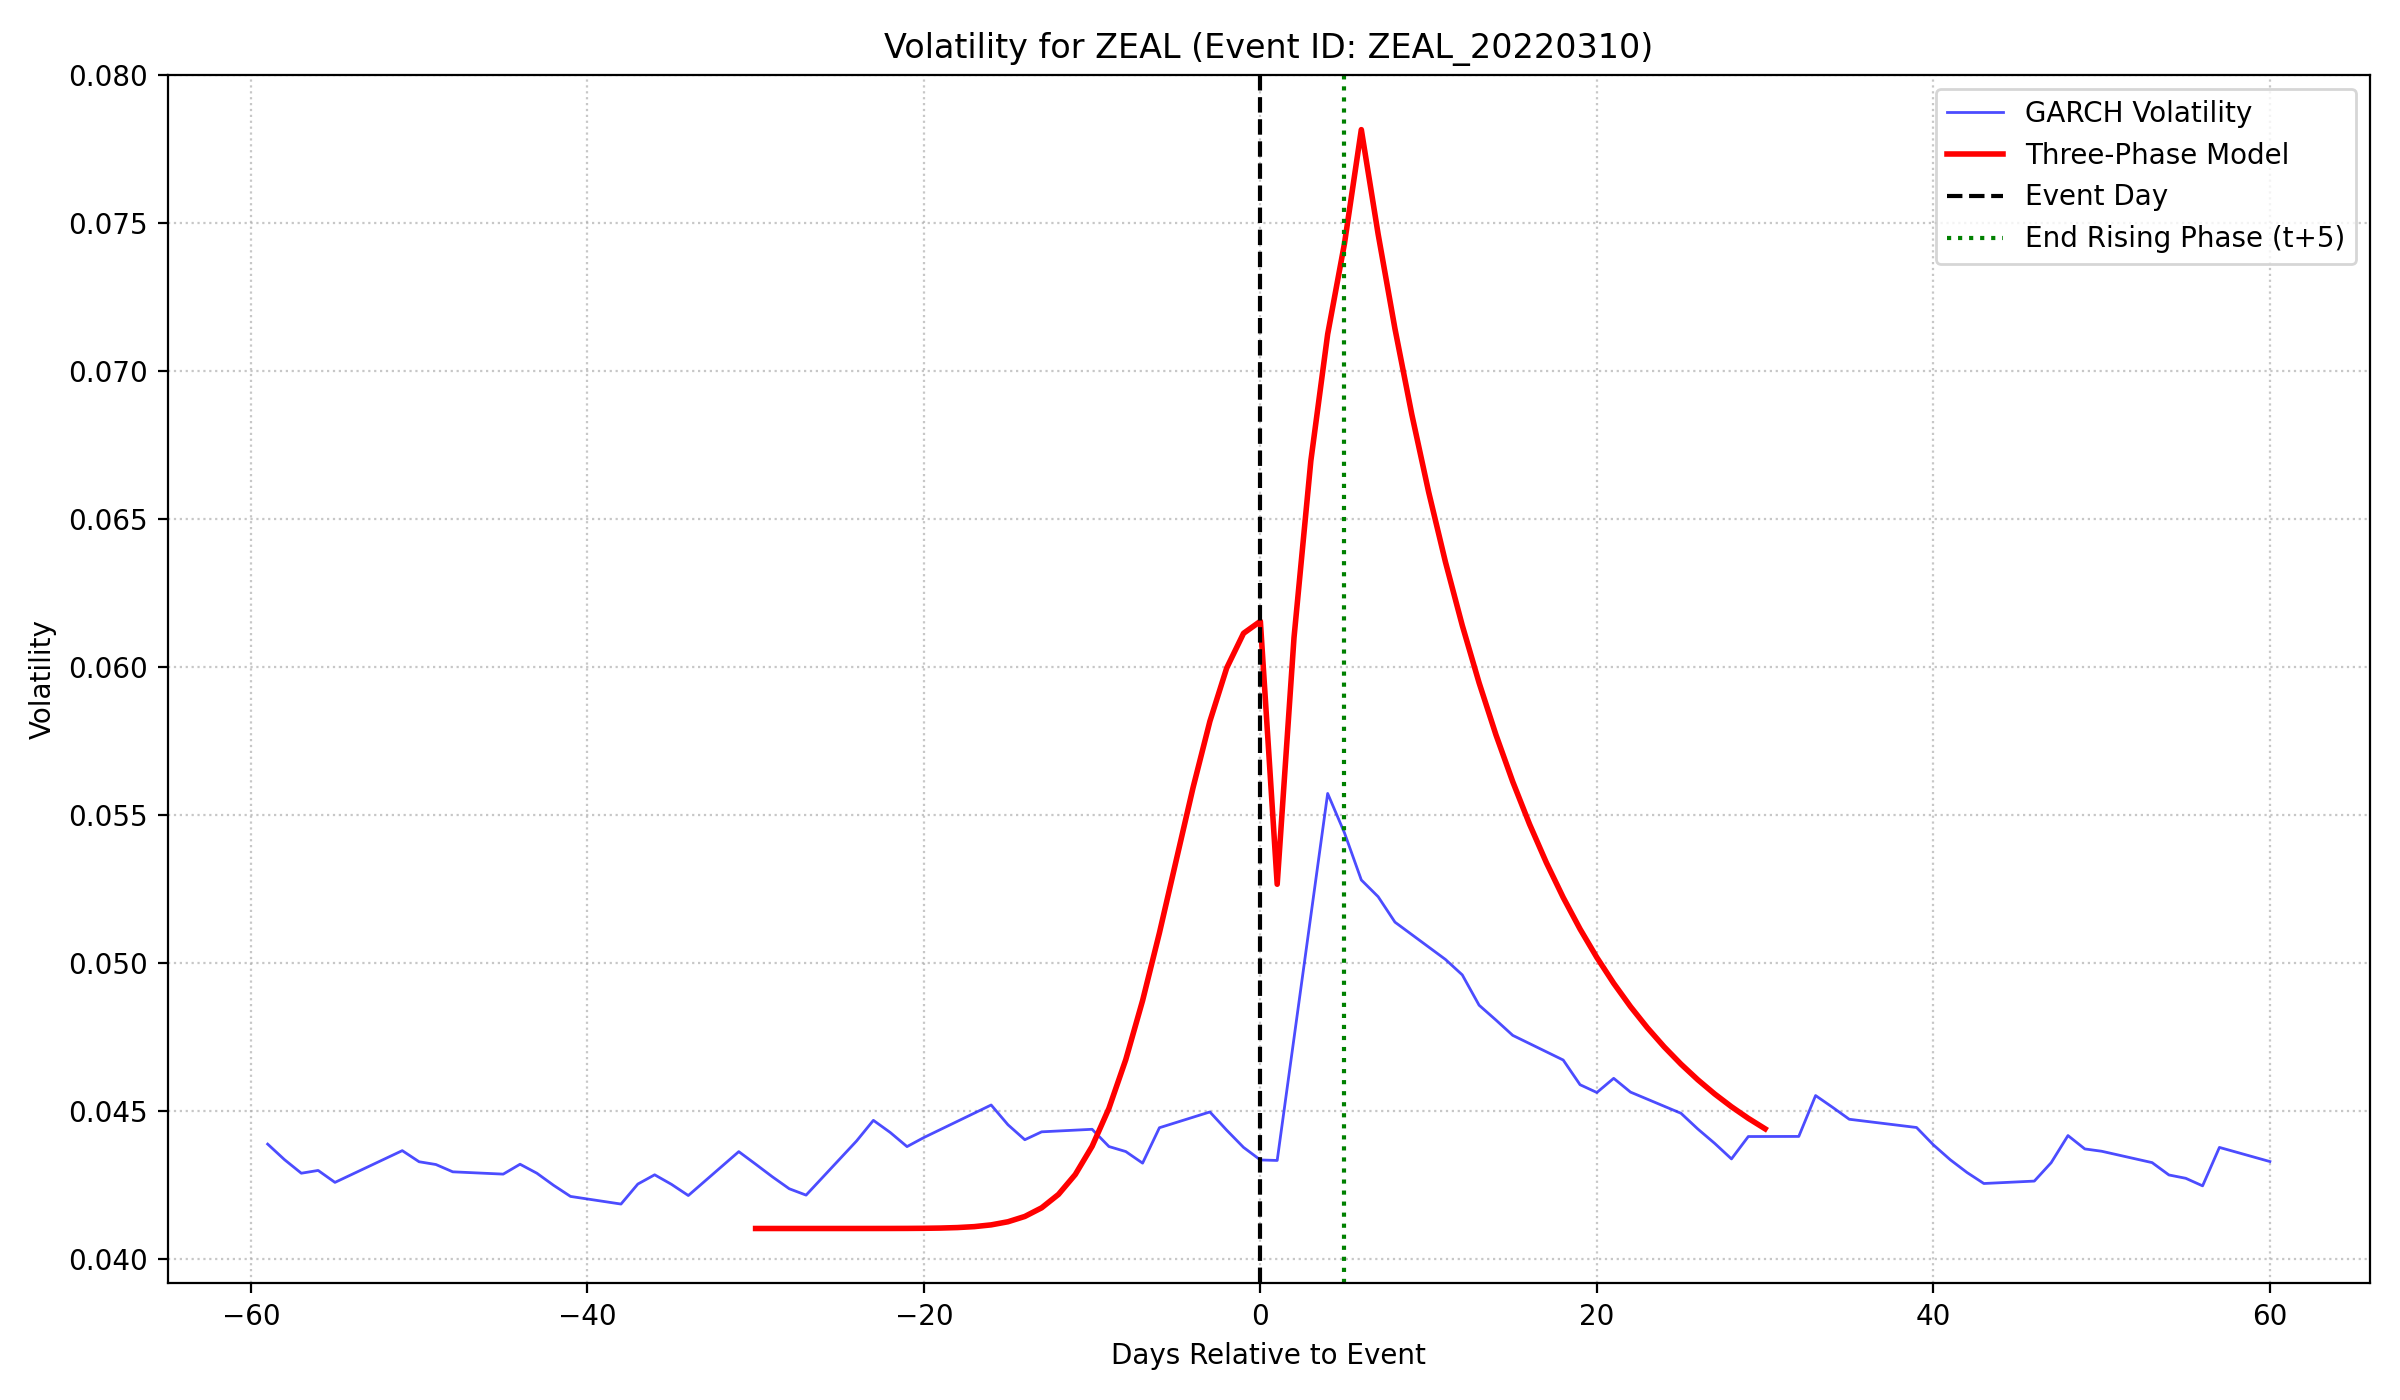 Volatility for ZEAL (Event ID: ZEAL_20220310)
GARCH Volatility
Three-Phase Model
Event Day
End Rising Phase (t+5)
Volatility
0.080
0.075
0.070
0.065
0.060
0.055
0.050
0.045
0.040
−60 −40 −20 0 20 40 60
Days Relative to Event